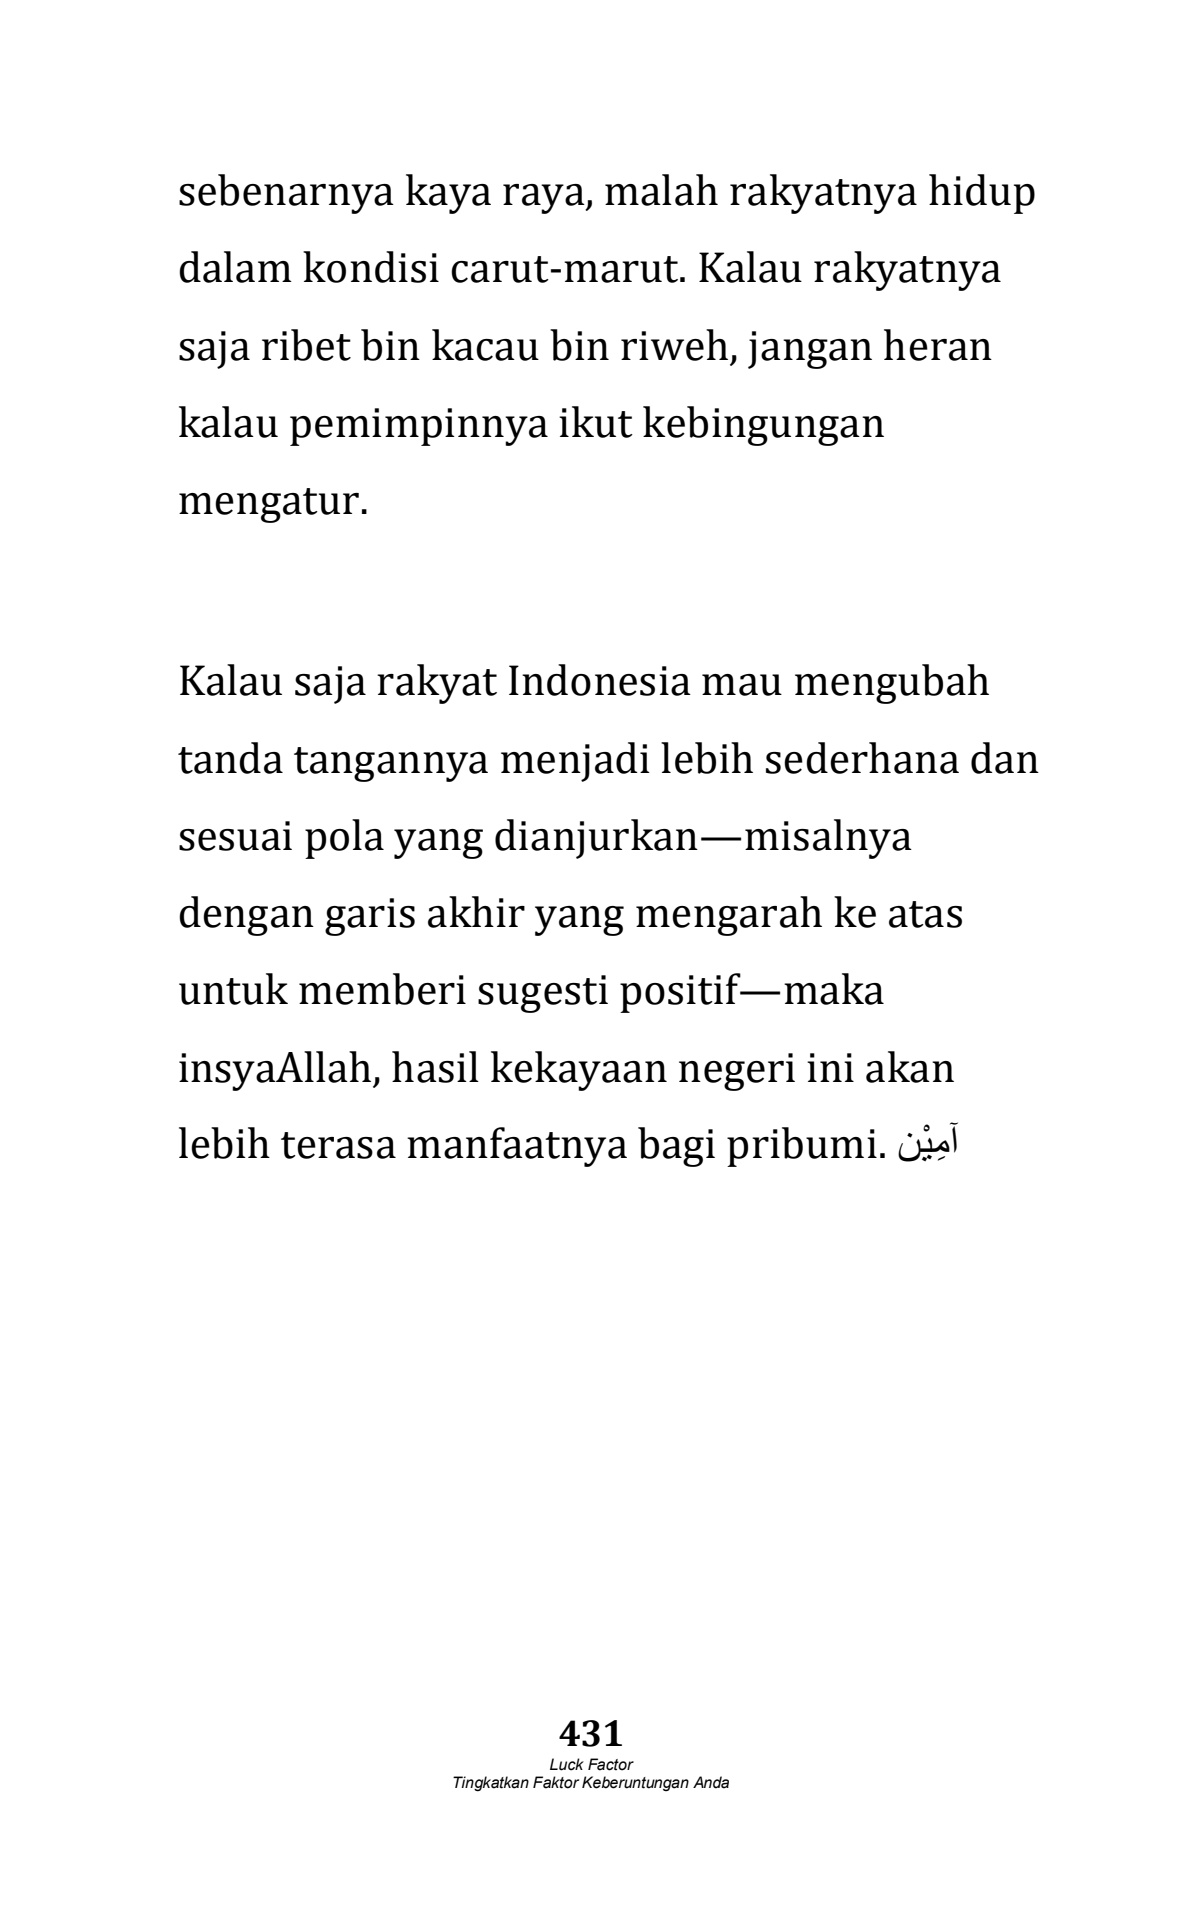 sebenarnya kaya raya, malah rakyatnya hidup
dalam kondisi carut-marut. Kalau rakyatnya
saja ribet bin kacau bin riweh, jangan heran
kalau pemimpinnya ikut kebingungan
mengatur.
Kalau saja rakyat Indonesia mau mengubah
tanda tangannya menjadi lebih sederhana dan
sesuai pola yang dianjurkan—misalnya
dengan garis akhir yang mengarah ke atas
untuk memberi sugesti positif—maka
insyaAllah, hasil kekayaan negeri ini akan
lebih terasa manfaatnya bagi pribumi. آمِيْن
431
Luck Factor
Tingkatkan Faktor Keberuntungan Anda